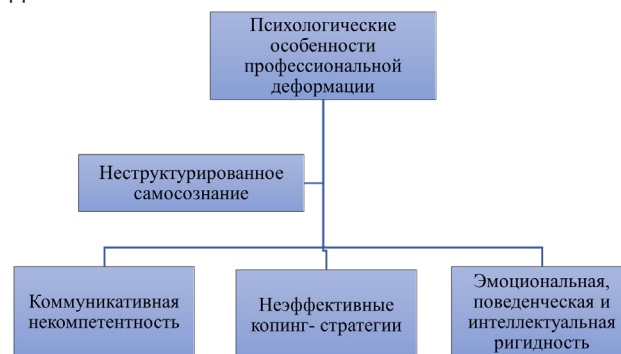 Психологические
особенности
профессиональной
деформации
Неструктурированное
самосознание
Коммуникативная
некомпетентность
Неэффективные
копинг- стратегии
Эмоциональная,
поведенческая и
интеллектуальная
ригидность